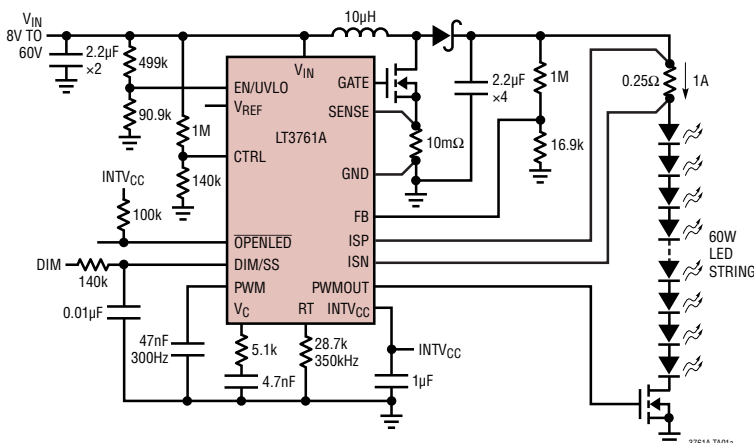 V_IN
8V TO
60V
2.2µF
×2
499k
90.9k
1M
140k
10µH
V_IN
EN/UVLO
V_REF
LT3761A
CTRL
OPENLED
DIM/SS
PWM
V_C
RT
INTV_CC
GATE
SENSE
GND
FB
ISP
ISN
PWMOUT
10mΩ
2.2µF
×4
1M
16.9k
0.25Ω
1A
60W
LED
STRING
INTV_CC
100k
DIM
140k
0.01µF
47nF
300Hz
5.1k
4.7nF
28.7k
350kHz
INTV_CC
1µF
3761A TA01a